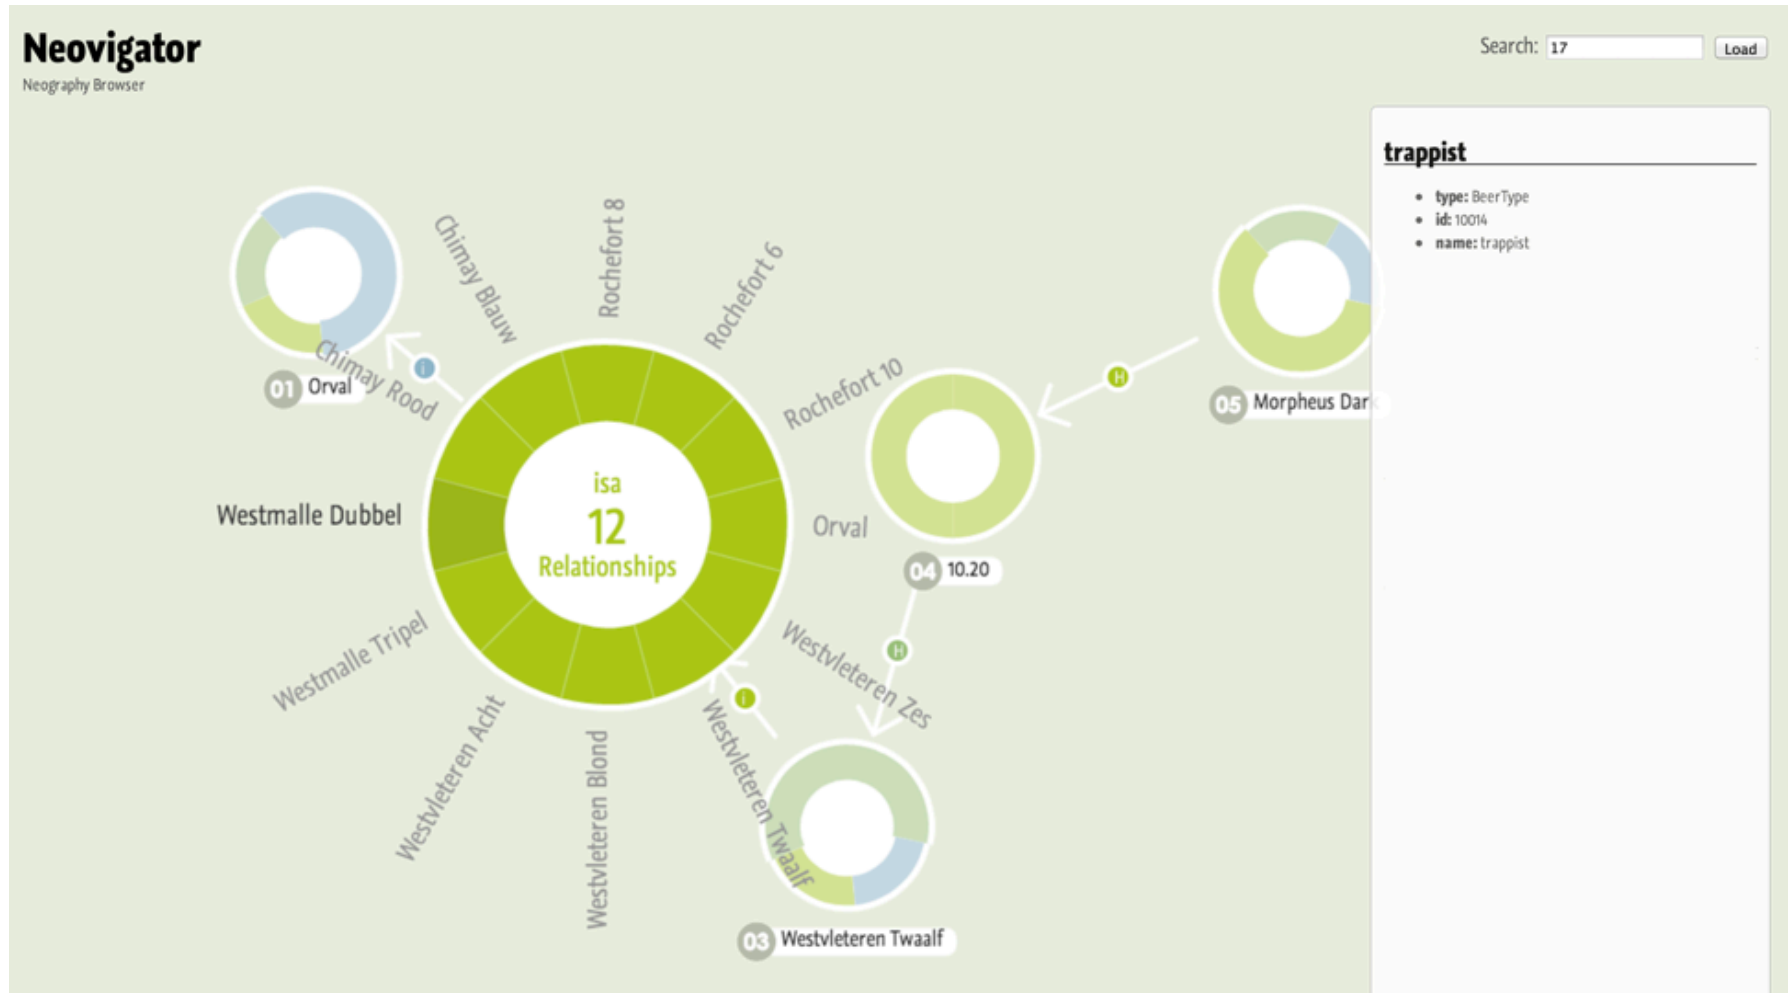 Neovigator
Neography Browser
Search: 17 Load
trappist
type: BeerType
id: 10014
name: trappist
Chimay Blauw
Rochefort 8
Rochefort 6
Rochefort 10
Chimay Rood
01 Orval
i
H
05 Morpheus Dark
Westmalle Dubbel
isa
12
Relationships
Orval
04 10.20
H
Westmalle Tripel
Westvleteren Zes
i
Westvleteren Acht
Westvleteren Blond
Westvleteren Twaalf
03 Westvleteren Twaalf